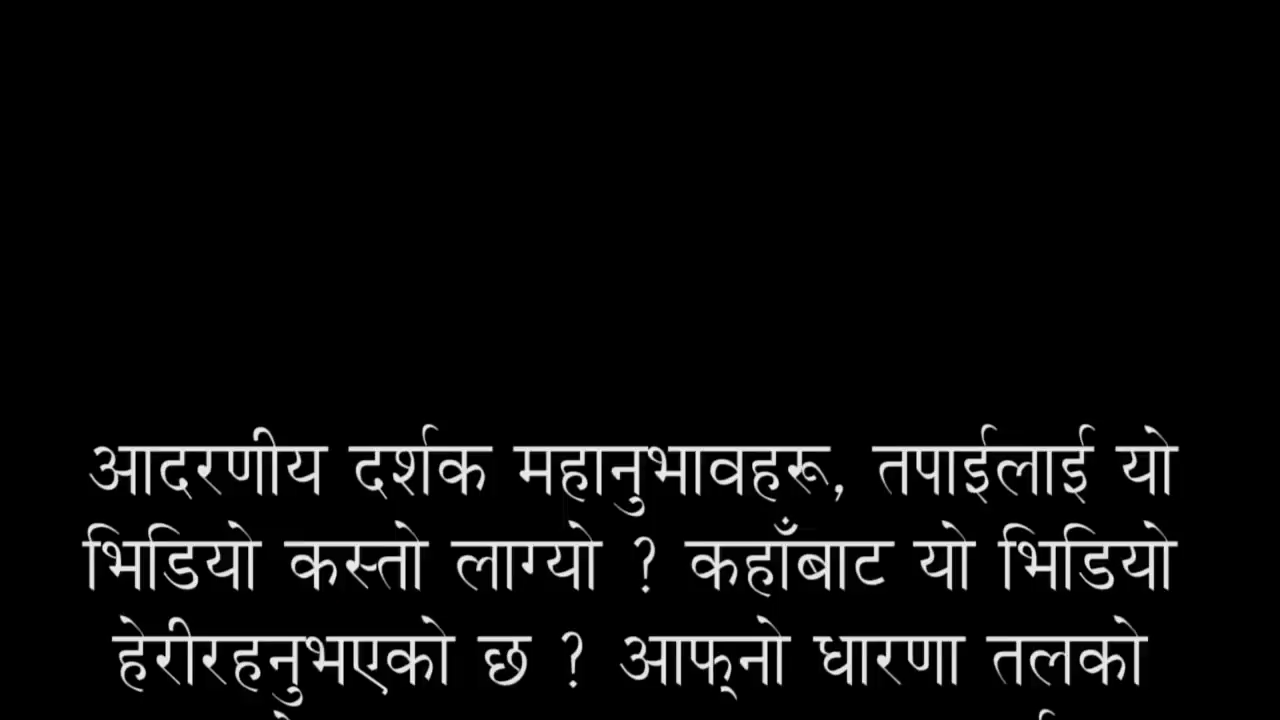 आदरणीय दर्शक महानुभावहरू, तपाईलाई यो
भिडियो कस्तो लाग्यो ? कहाँबाट यो भिडियो
हेरीरहनुभएको छ ? आफ्‌नो धारणा तलको